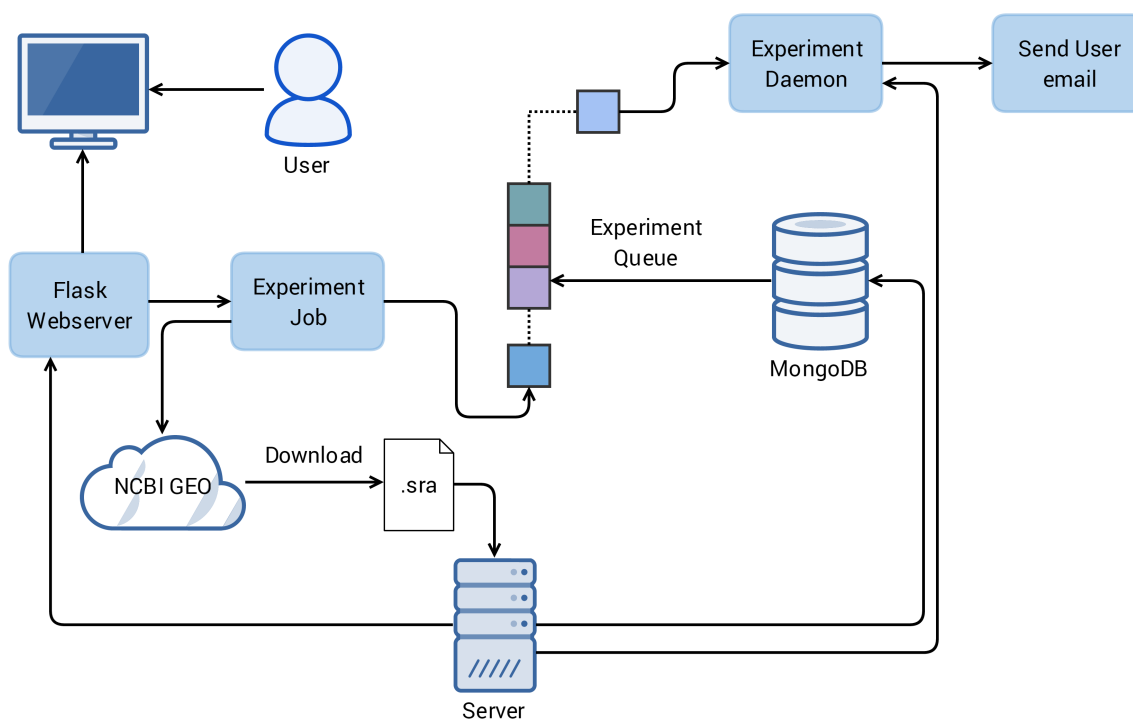 Experiment
Daemon
Send User
email
User
Experiment
Queue
Flask
Webserver
Experiment
Job
MongoDB
Download
NCBI GEO
.sra
Server